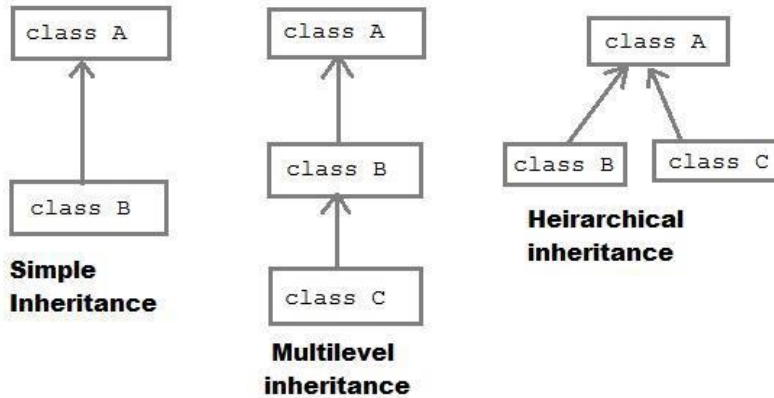 class A
class B
Simple
Inheritance
class A
class B
class C
Multilevel
inheritance
class A
class B
class C
Heirarchical
inheritance